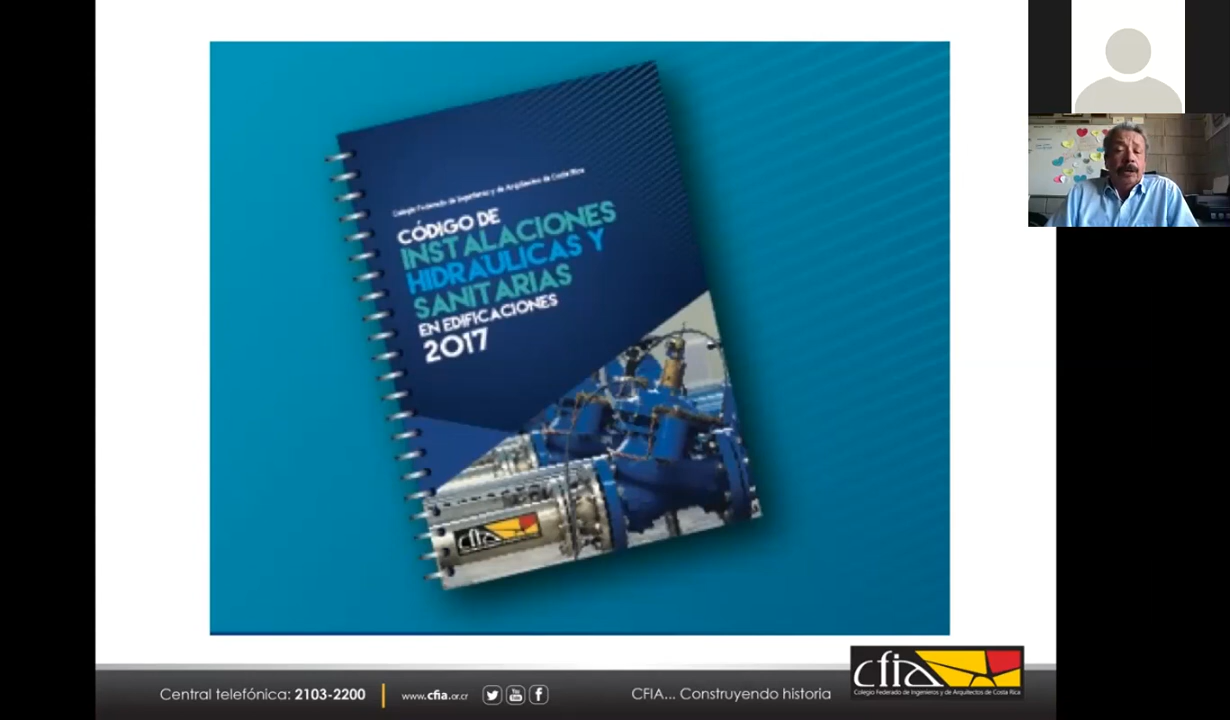 Colegio Federado de Ingenieros y de Arquitectos de Costa Rica
CÓDIGO DE
INSTALACIONES
HIDRÁULICAS Y
SANITARIAS
EN EDIFICACIONES
2017
cfia
Central telefónica: 2103-2200
www.cfia.or.cr
You
Tube
CFIA... Construyendo historia
cfia
Colegio Federado de Ingenieros y de Arquitectos de Costa Rica